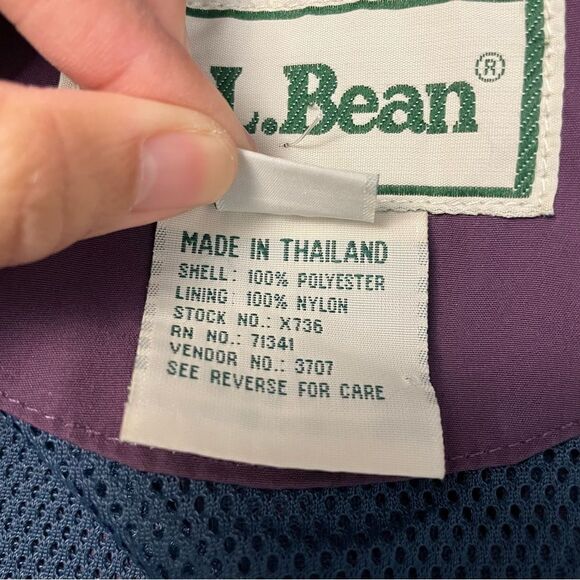 L.Bean®
MADE IN THAILAND
SHELL: 100% POLYESTER
LINING: 100% NYLON
STOCK NO.: X736
RN NO.: 71341
VENDOR NO.: 3707
SEE REVERSE FOR CARE